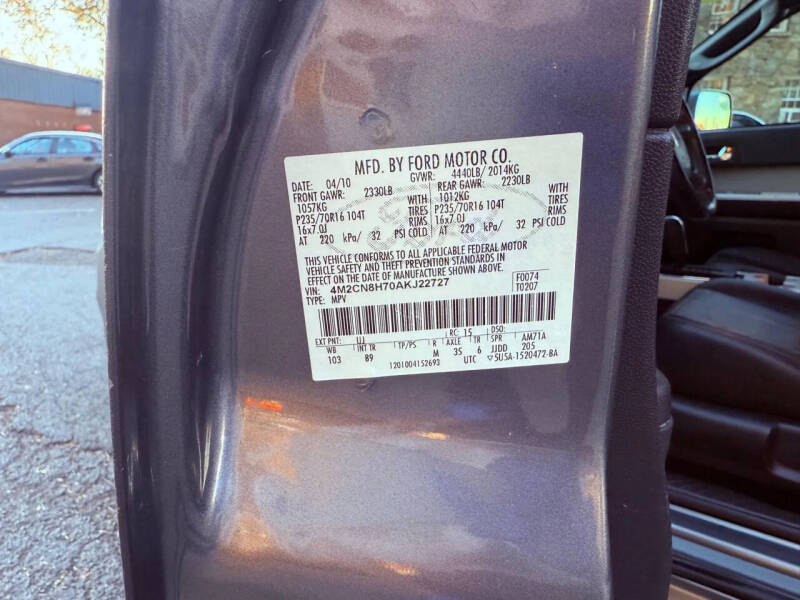 MFD. BY FORD MOTOR CO.
DATE: 04/10 GVWR: 4440LB/ 2014KG
FRONT GAWR: 2330LB REAR GAWR: 2230LB
1057KG WITH 1012KG WITH
P235/70R16 104T TIRES P235/70R16 104T TIRES
16x7.0J RIMS 16x7.0J RIMS
AT 220 kPa/ 32 PSI COLD AT 220 kPa/ 32 PSI COLD
THIS VEHICLE CONFORMS TO ALL APPLICABLE FEDERAL MOTOR
VEHICLE SAFETY AND THEFT PREVENTION STANDARDS IN
EFFECT ON THE DATE OF MANUFACTURE SHOWN ABOVE.
VIN: 4M2CN8H70AKJ22727 F0074
TYPE: MPV T0207
EXT PNT: UJ RC: 15 DSO:
WB INT TR TP/PS R AXLE TR SPR AM71A
103 89 M 35 6 JJDD 205
1201004152693 UTC ▽5U5A-1520472-BA